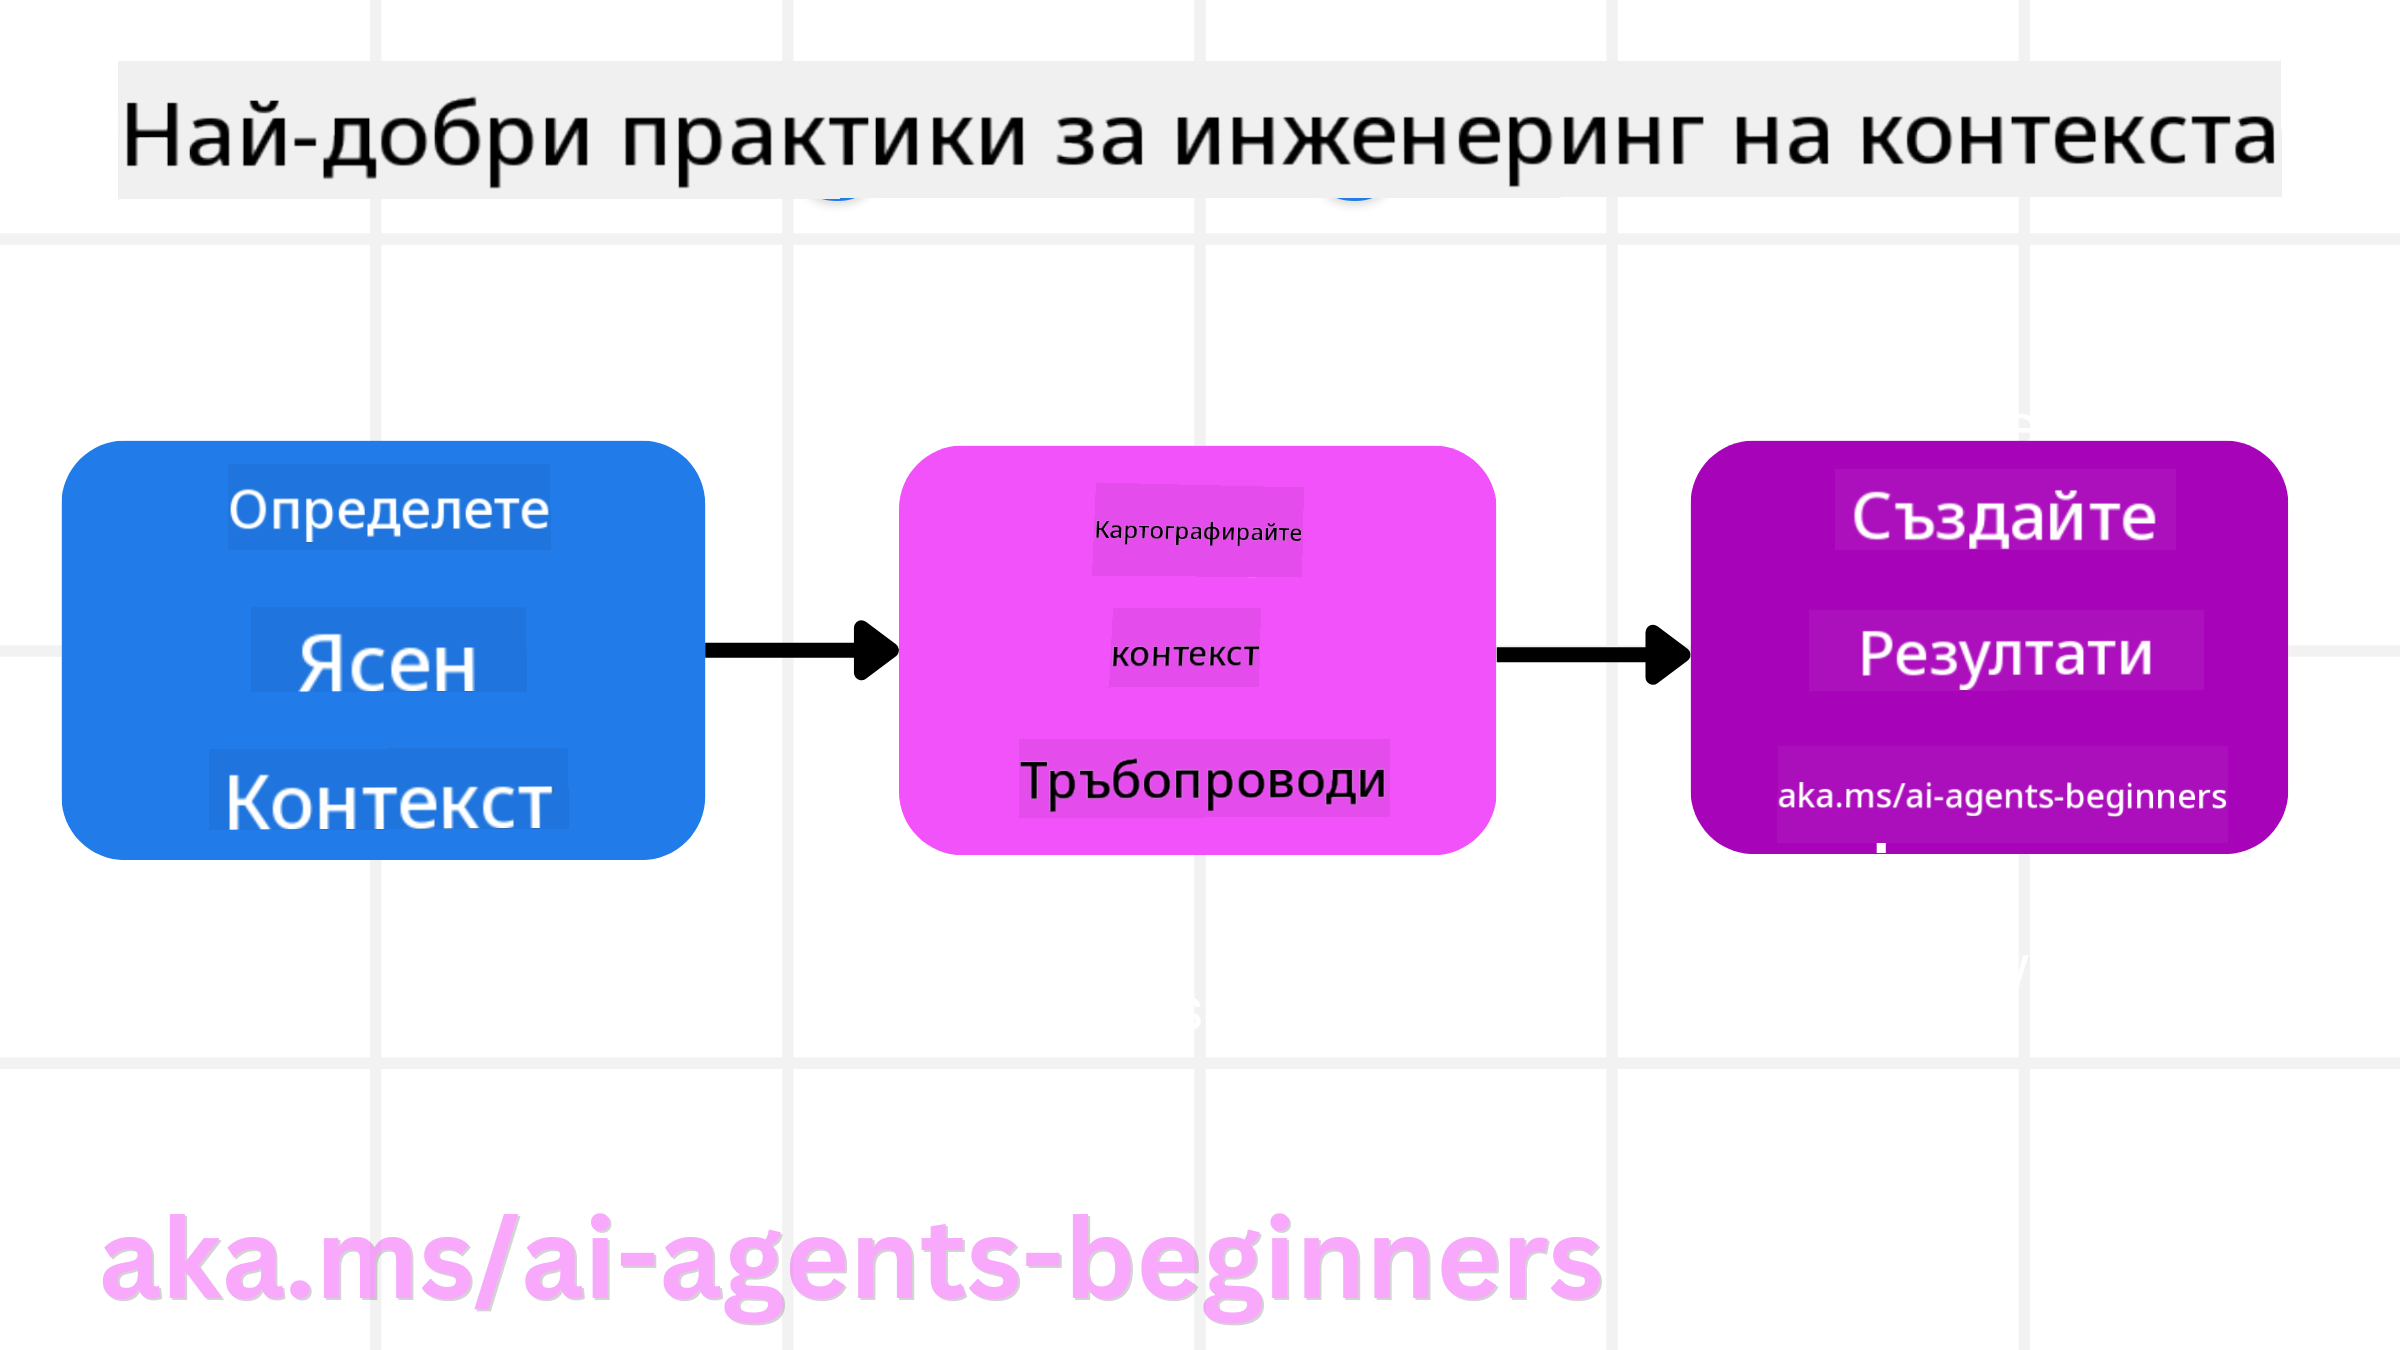 Най-добри практики за инженеринг на контекста
Определете
Ясен
Контекст
Картографирайте
контекст
Тръбопроводи
Създайте
Резултати
aka.ms/ai-agents-beginners
aka.ms/ai-agents-beginners